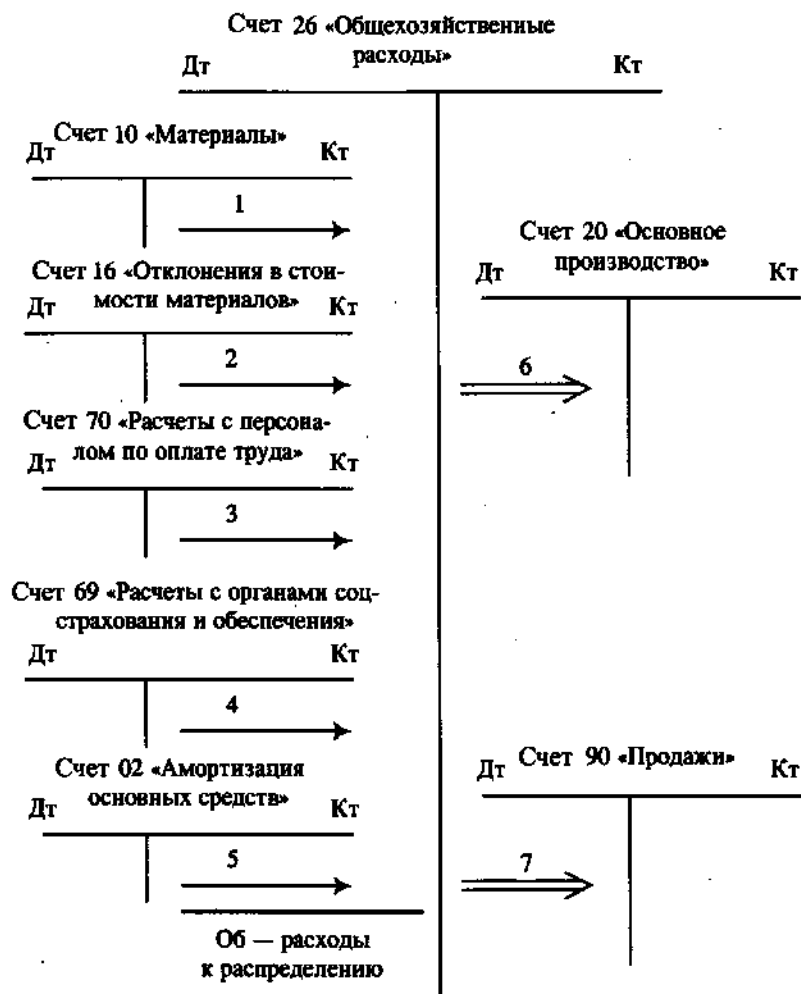 Счет 26 «Общехозяйственные
расходы»
Дт Кт
Счет 10 «Материалы»
Дт Кт
1
Счет 16 «Отклонения в стои-
мости материалов»
Дт Кт
2
Счет 70 «Расчеты с персона-
лом по оплате труда»
Дт Кт
3
Счет 69 «Расчеты с органами соц-
страхования и обеспечения»
Дт Кт
4
Счет 02 «Амортизация
основных средств»
Дт Кт
5
Об — расходы
к распределению
Счет 20 «Основное
производство»
Дт Кт
6
Счет 90 «Продажи»
Дт Кт
7